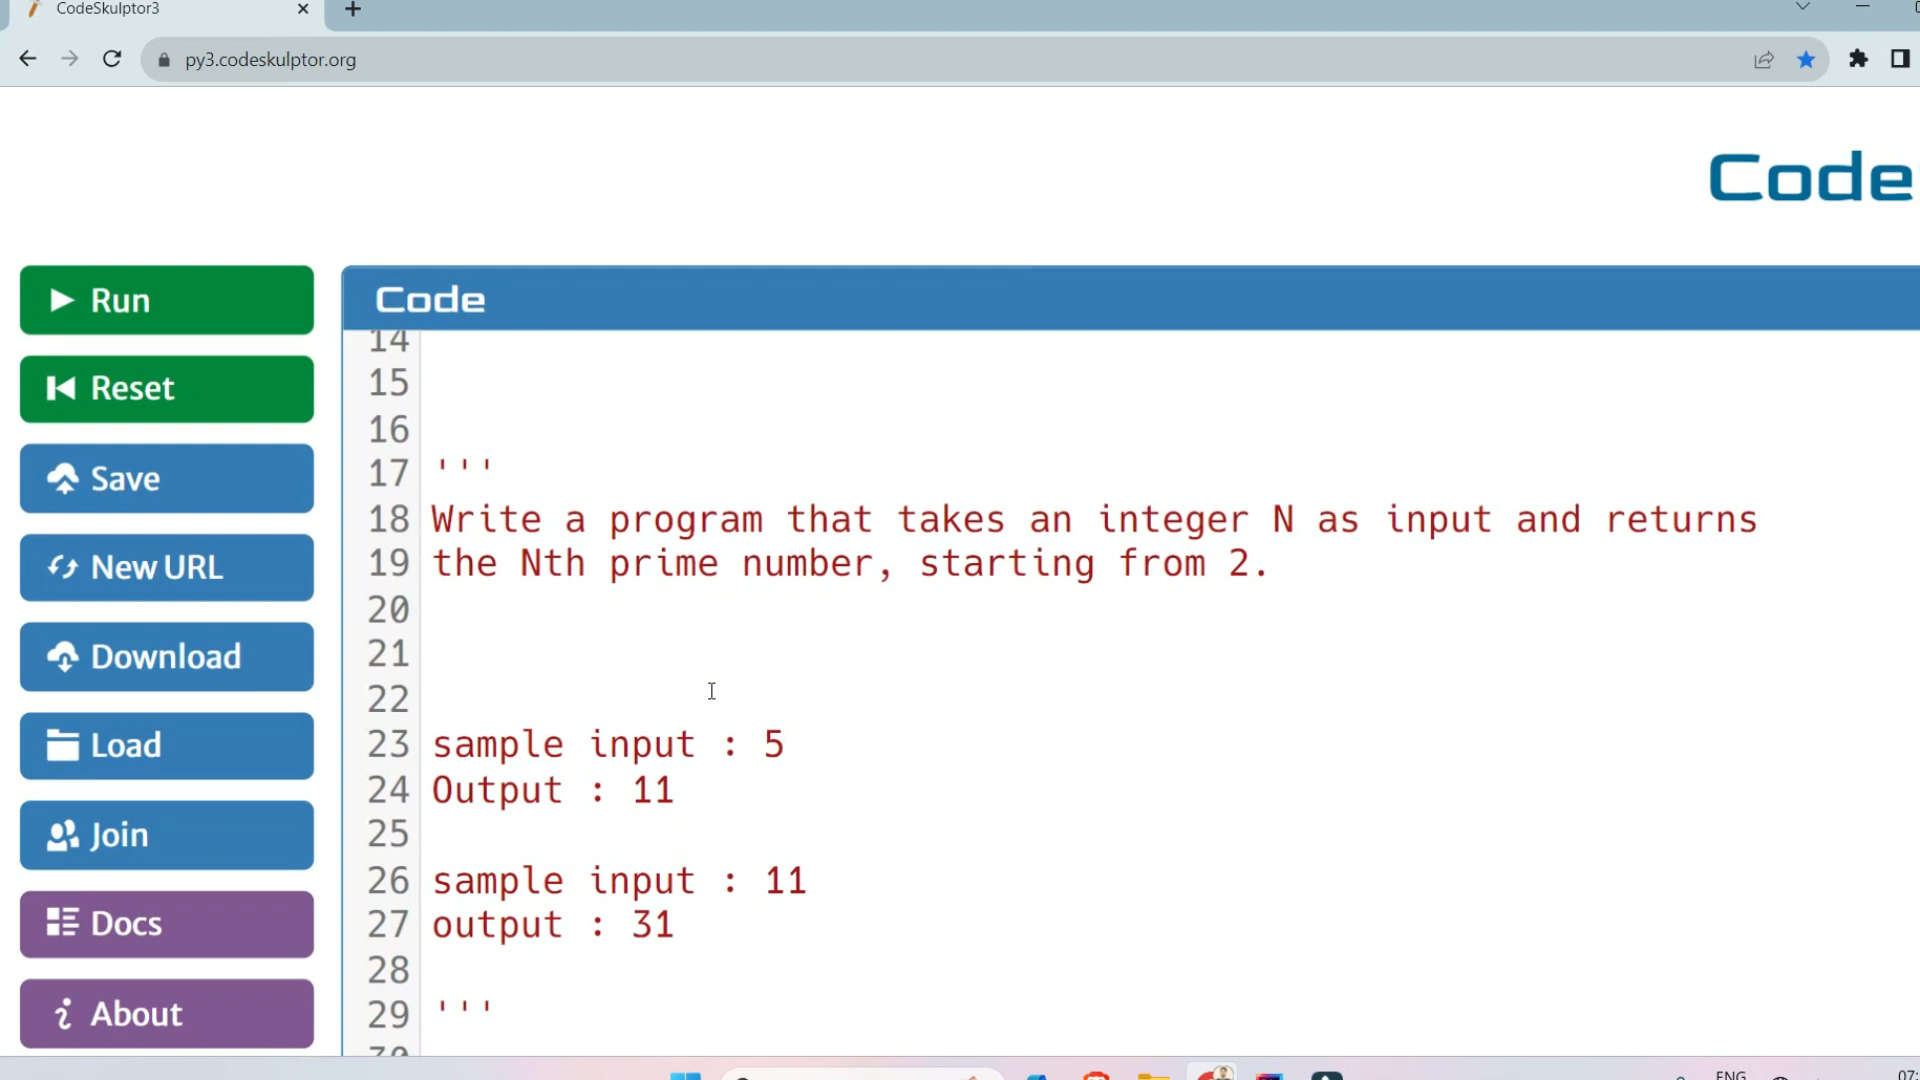 CodeSkulptor3
py3.codeskulptor.org
Code
Run
Reset
Save
New URL
Download
Load
Join
Docs
About
Code
14
15
16
17 '''
18 Write a program that takes an integer N as input and returns
19 the Nth prime number, starting from 2.
20
21
22
23 sample input : 5
24 Output : 11
25
26 sample input : 11
27 output : 31
28
29 '''
30
ENG
07: